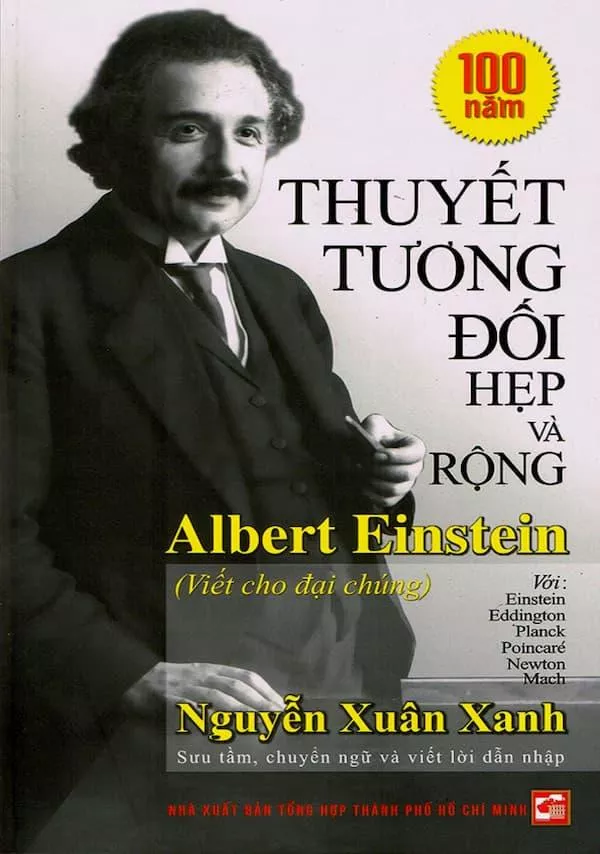 100
năm
THUYẾT
TƯƠNG
ĐỐI
HẸP
VÀ
RỘNG
Albert Einstein
(Viết cho đại chúng)
Với:
Einstein
Eddington
Planck
Poincaré
Newton
Mach
Nguyễn Xuân Xanh
Sưu tầm, chuyển ngữ và viết lời dẫn nhập
NHÀ XUẤT BẢN TỔNG HỢP THÀNH PHỐ HỒ CHÍ MINH